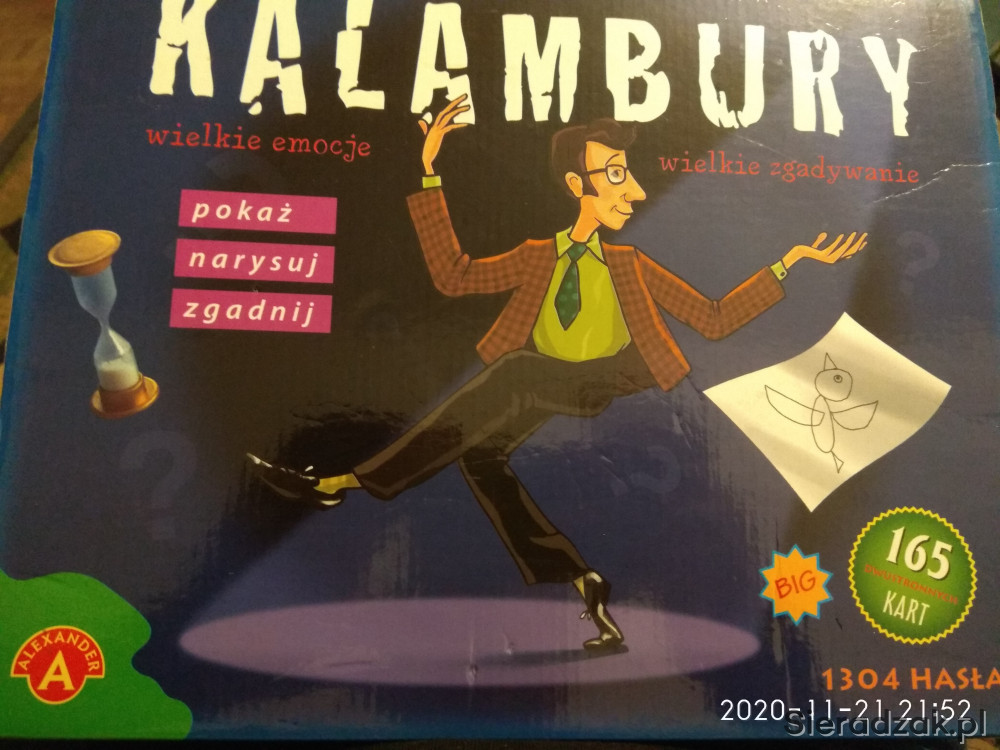 KALAMBURY
wielkie emocje
wielkie zgadywanie
pokaż
narysuj
zgadnij
BIG
165
DWUSTRONNYCH
KART
ALEXANDER
A
1304 HASŁA
2020-11-21 21:52
Sieradzak.pl